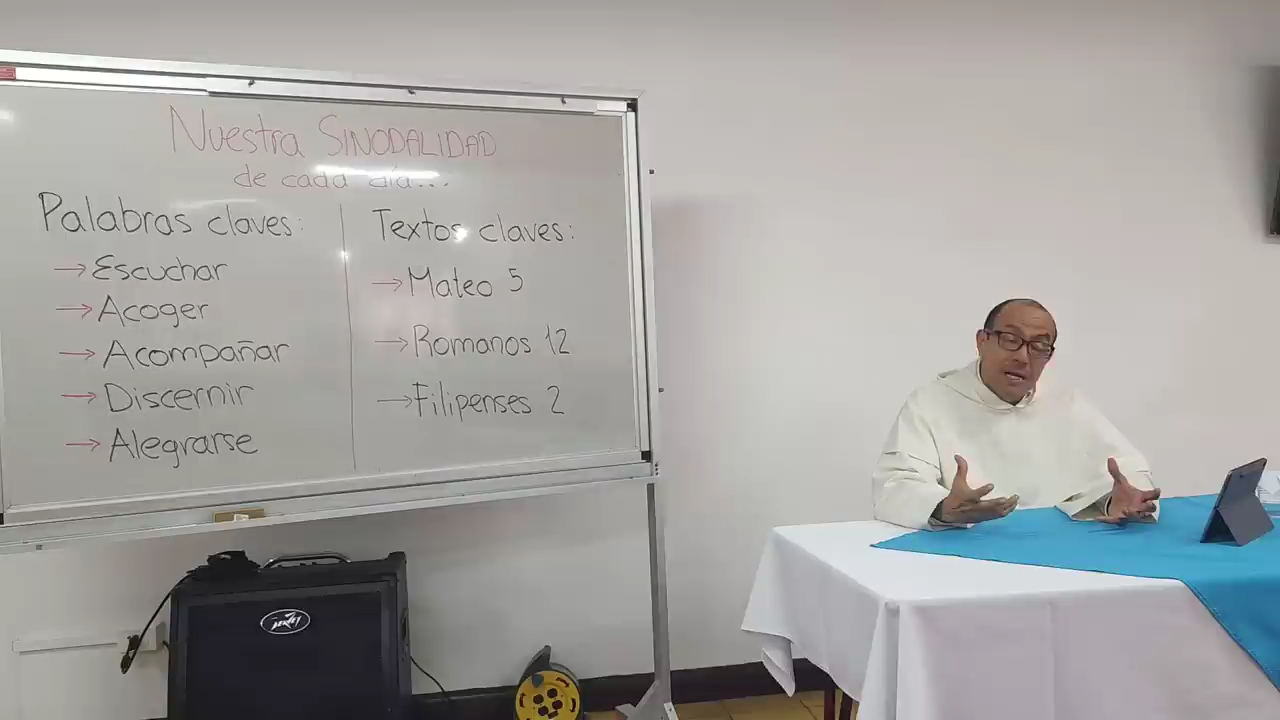 Nuestra SINODALIDAD
de cada día...
Palabras claves:
→Escuchar
→Acoger
→Acompañar
→Discernir
→Alegrarse
Textos claves:
→Mateo 5
→Romanos 12
→Filipenses 2